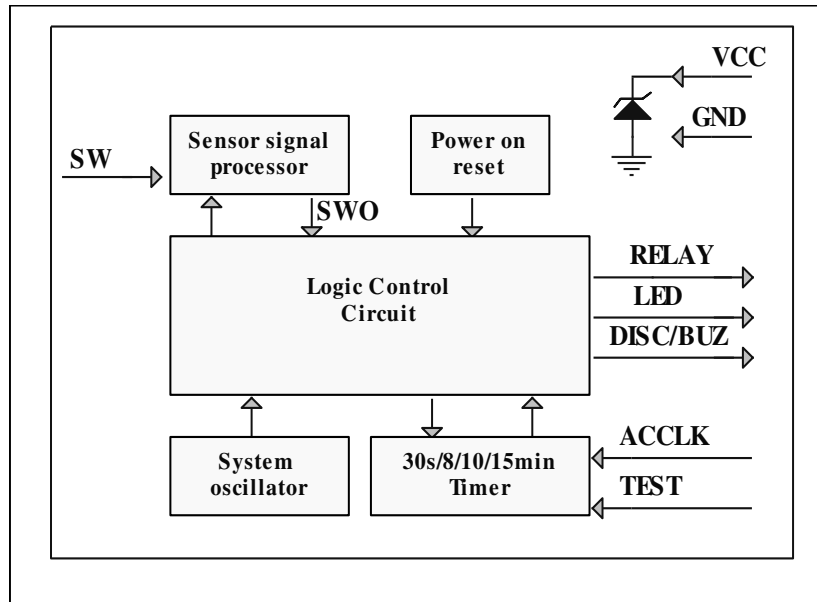 VCC
GND
Sensor signal
processor
Power on
reset
SW
SWO
Logic Control
Circuit
RELAY
LED
DISC/BUZ
System
oscillator
30s/8/10/15min
Timer
ACCLK
TEST